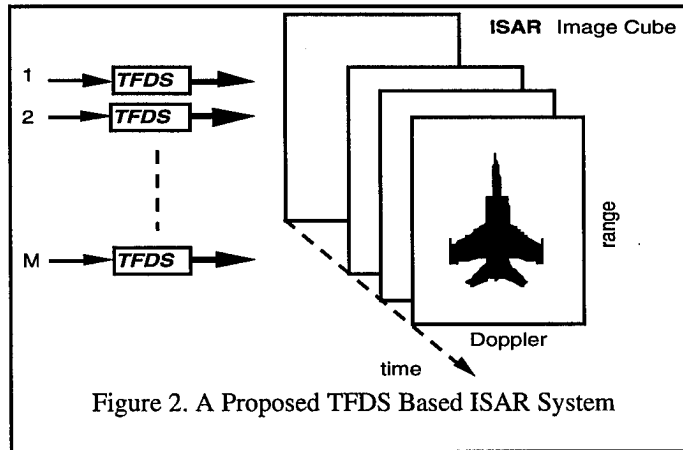 ISAR Image Cube
1 TFDS
2 TFDS
M TFDS
range
Doppler
time
Figure 2. A Proposed TFDS Based ISAR System